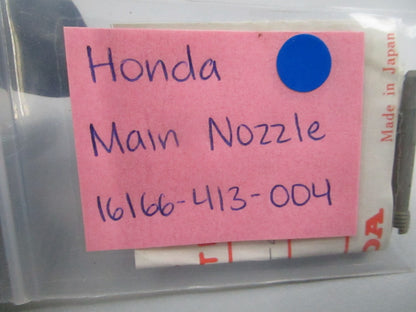 Honda
Main Nozzle
16166-413-004
Made in Japan